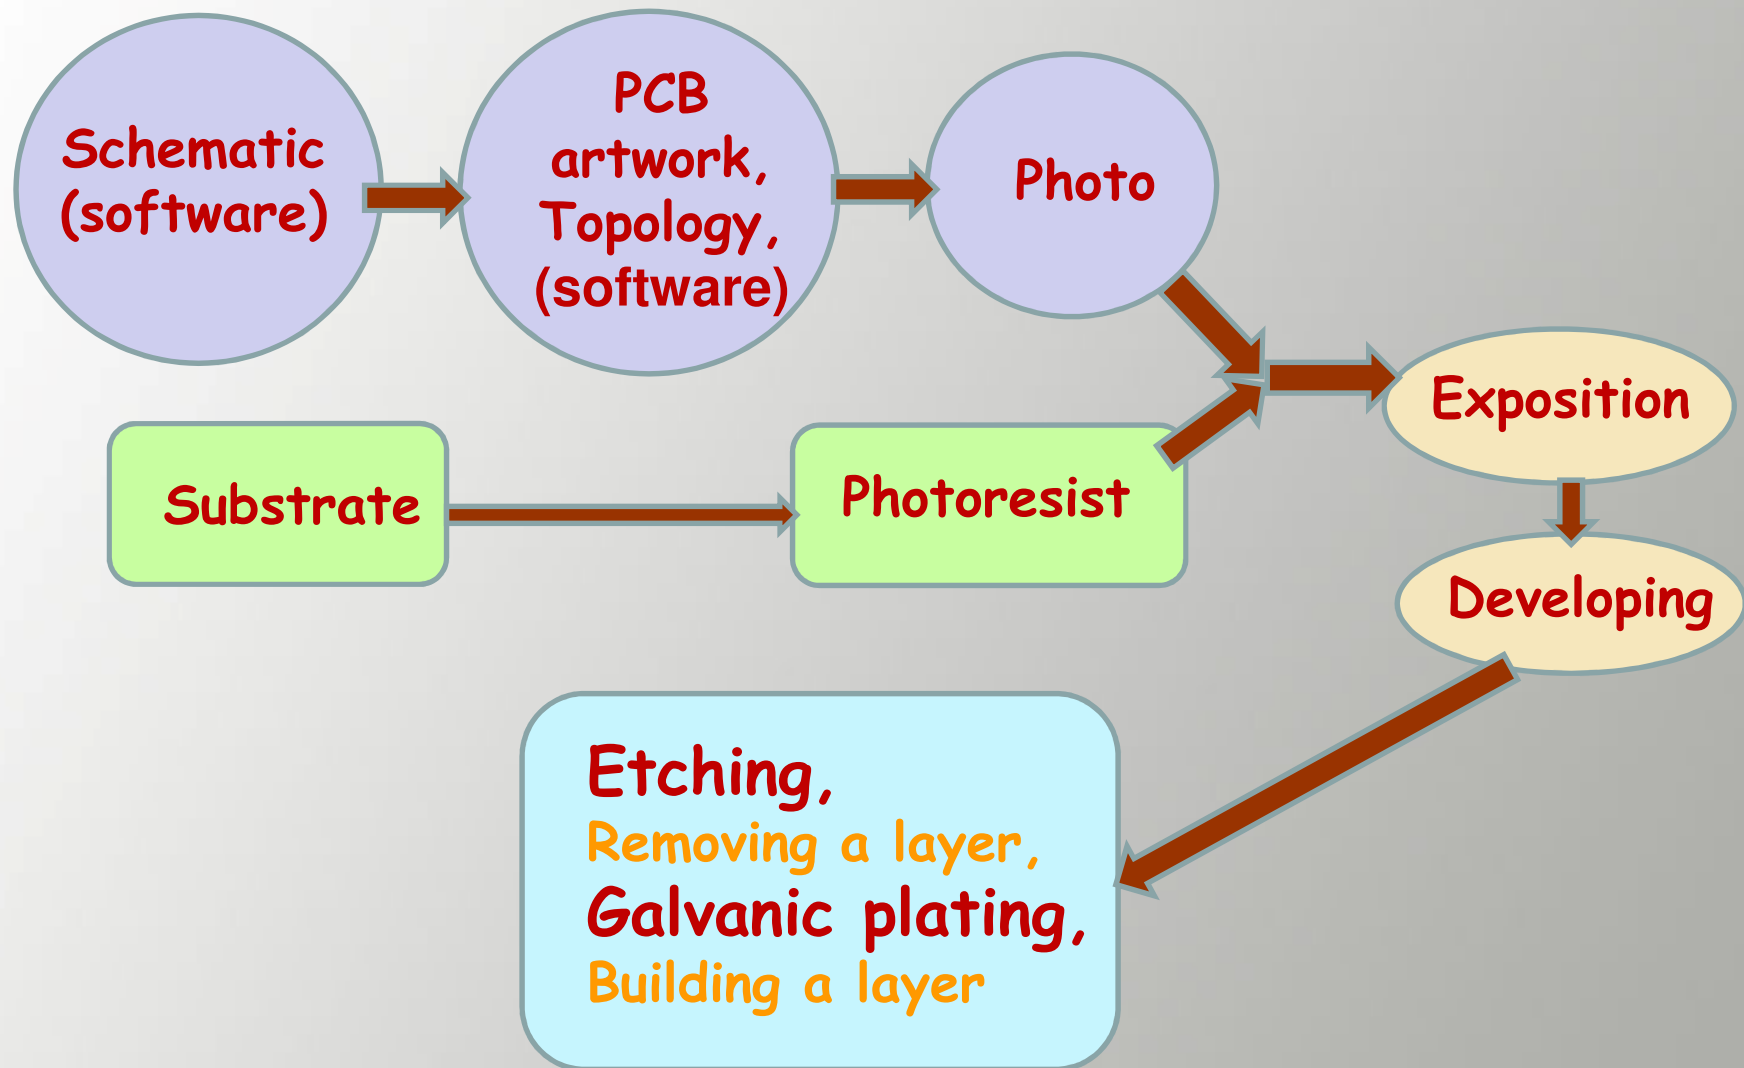 Schematic
(software)
PCB
artwork,
Topology,
(software)
Photo
Exposition
Substrate
Photoresist
Developing
Etching,
Removing a layer,
Galvanic plating,
Building a layer